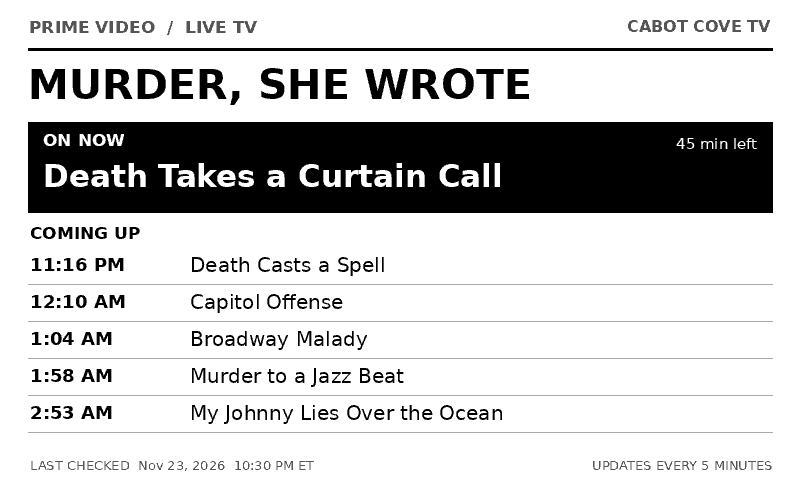 PRIME VIDEO / LIVE TV CABOT COVE TV
MURDER, SHE WROTE
ON NOW 45 min left
Death Takes a Curtain Call
COMING UP
11:16 PM Death Casts a Spell
12:10 AM Capitol Offense
1:04 AM Broadway Malady
1:58 AM Murder to a Jazz Beat
2:53 AM My Johnny Lies Over the Ocean
LAST CHECKED Nov 23, 2026 10:30 PM ET UPDATES EVERY 5 MINUTES